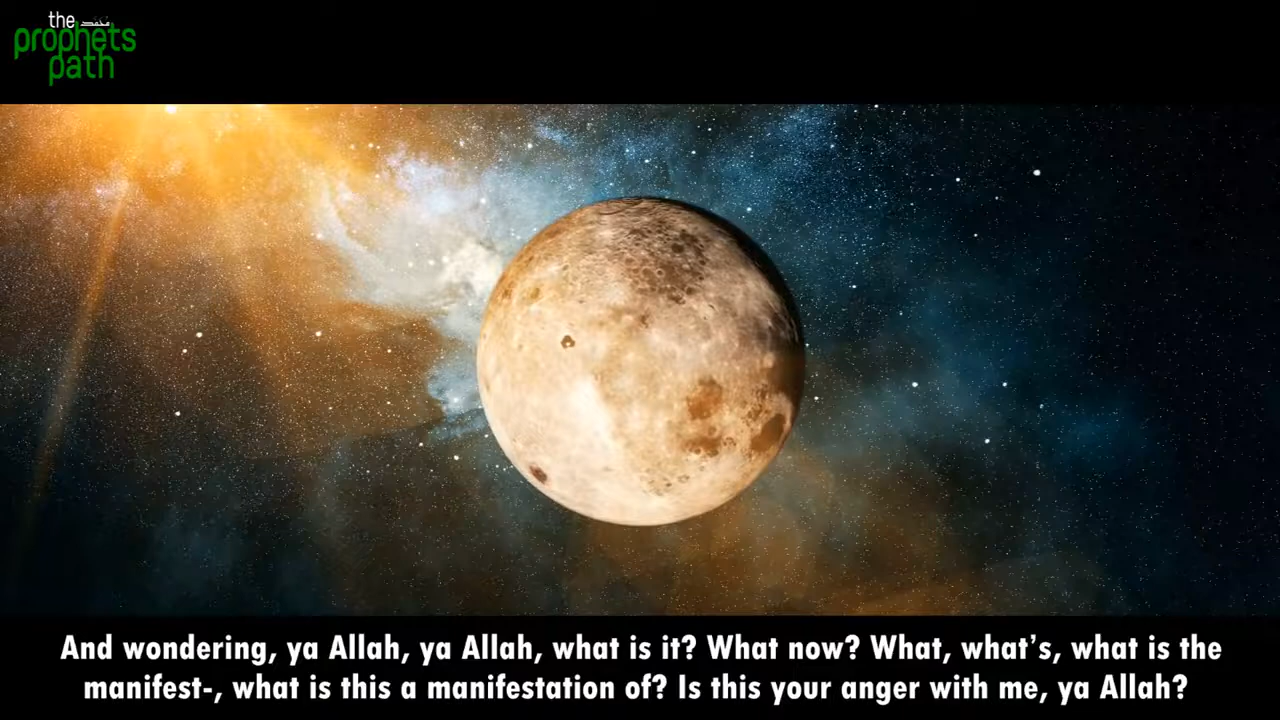 the محمد
prophets
path
And wondering, ya Allah, ya Allah, what is it? What now? What, what's, what is the
manifest-, what is this a manifestation of? Is this your anger with me, ya Allah?